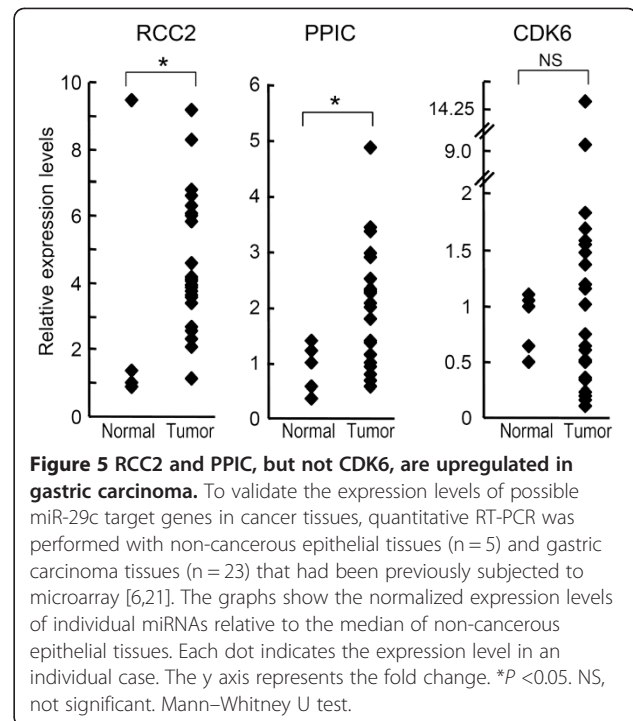 RCC2 PPIC CDK6
* * NS
Relative expression levels
10
8
6
4
2
0
6
5
4
3
2
1
0
14.25
9.0
2
1.5
1
0.5
0
Normal Tumor Normal Tumor Normal Tumor
Figure 5 RCC2 and PPIC, but not CDK6, are upregulated in
gastric carcinoma. To validate the expression levels of possible
miR-29c target genes in cancer tissues, quantitative RT-PCR was
performed with non-cancerous epithelial tissues (n = 5) and gastric
carcinoma tissues (n = 23) that had been previously subjected to
microarray [6,21]. The graphs show the normalized expression levels
of individual miRNAs relative to the median of non-cancerous
epithelial tissues. Each dot indicates the expression level in an
individual case. The y axis represents the fold change. *P <0.05. NS,
not significant. Mann–Whitney U test.